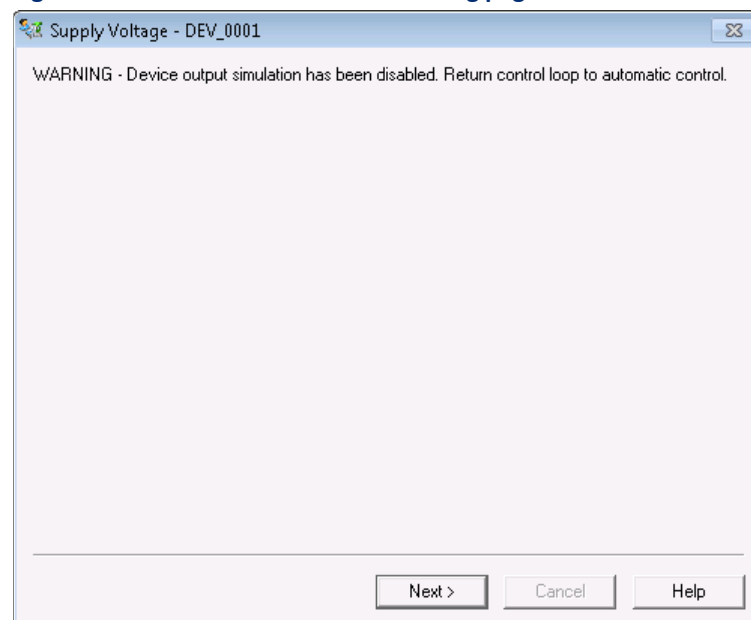 Supply Voltage - DEV_0001
WARNING - Device output simulation has been disabled. Return control loop to automatic control.
Next >
Cancel
Help